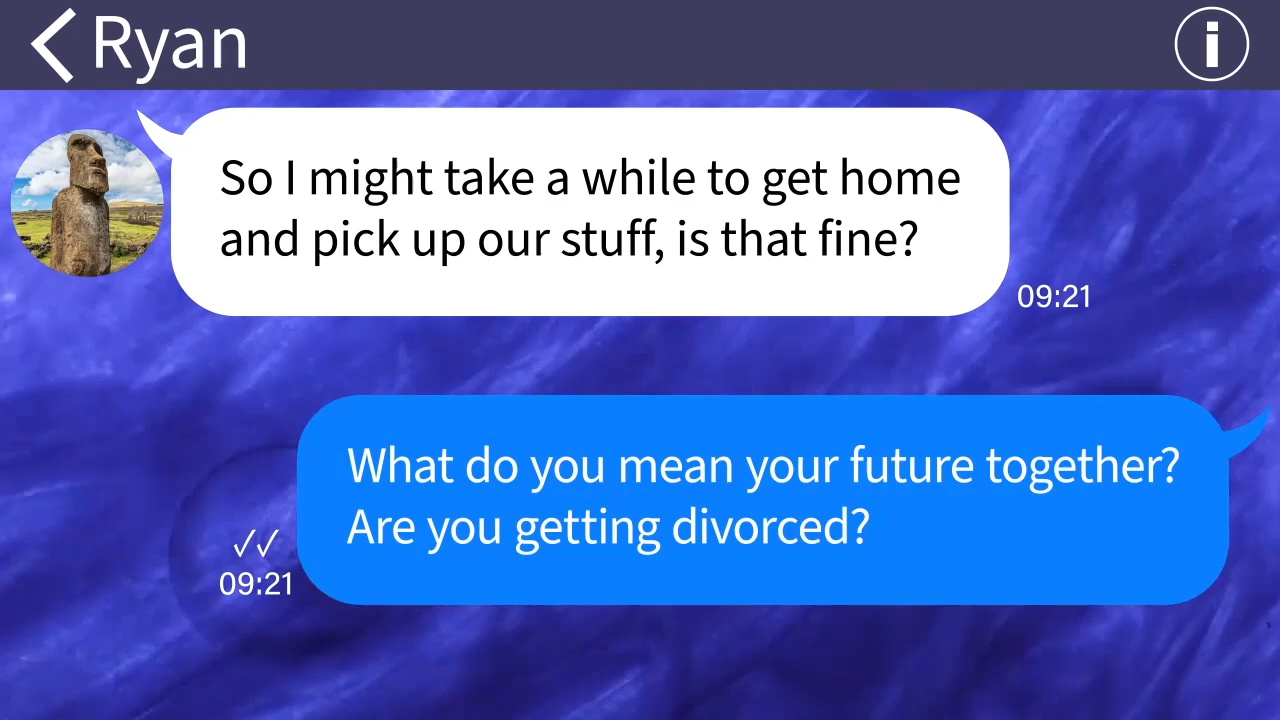 Ryan
So I might take a while to get home
and pick up our stuff, is that fine?
09:21
What do you mean your future together?
Are you getting divorced?
✓✓
09:21